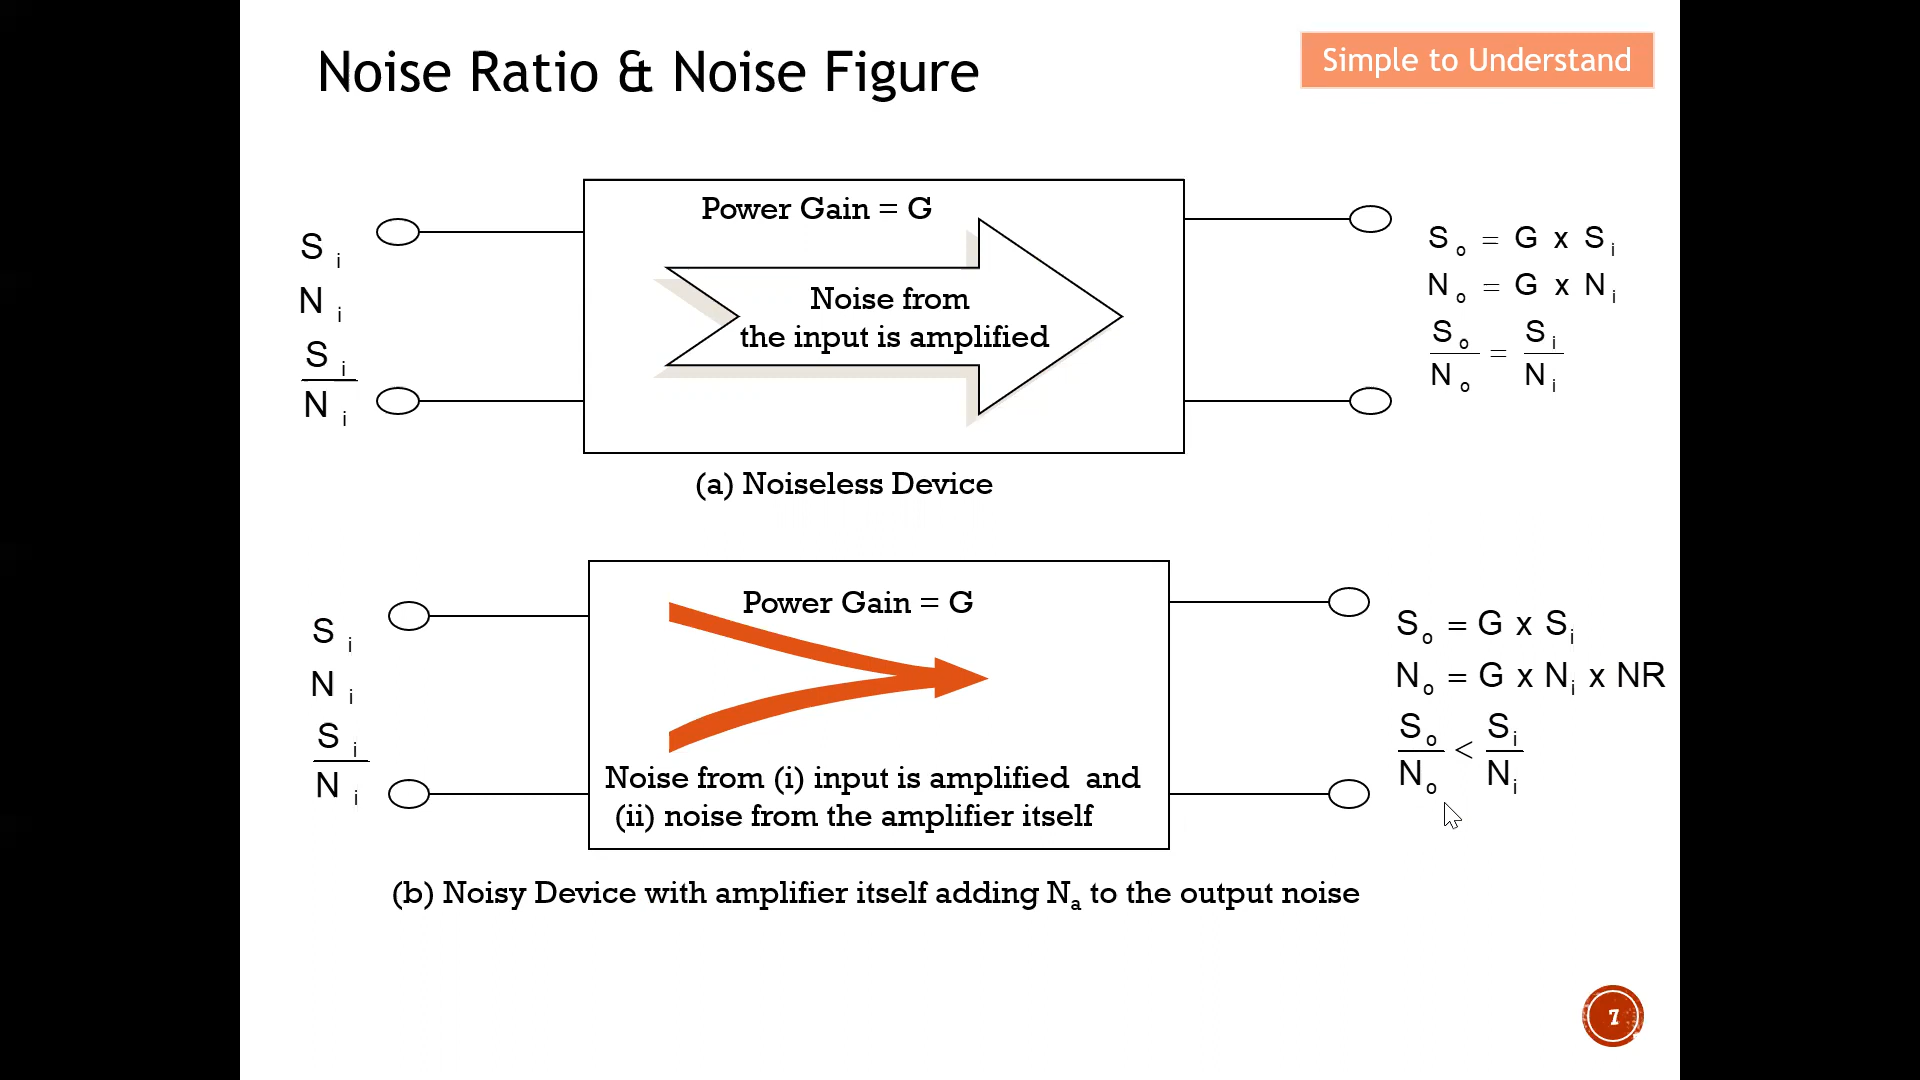 Noise Ratio & Noise Figure
Simple to Understand
Power Gain = G
S i
N i
S i
N i
Noise from
the input is amplified
S o = G x S i
N o = G x N i
S o = S i
N o N i
(a) Noiseless Device
Power Gain = G
S i
N i
S i
N i
Noise from (i) input is amplified and
(ii) noise from the amplifier itself
S o = G x S i
N o = G x N i x NR
S o < S i
N o N i
(b) Noisy Device with amplifier itself adding N a to the output noise
7